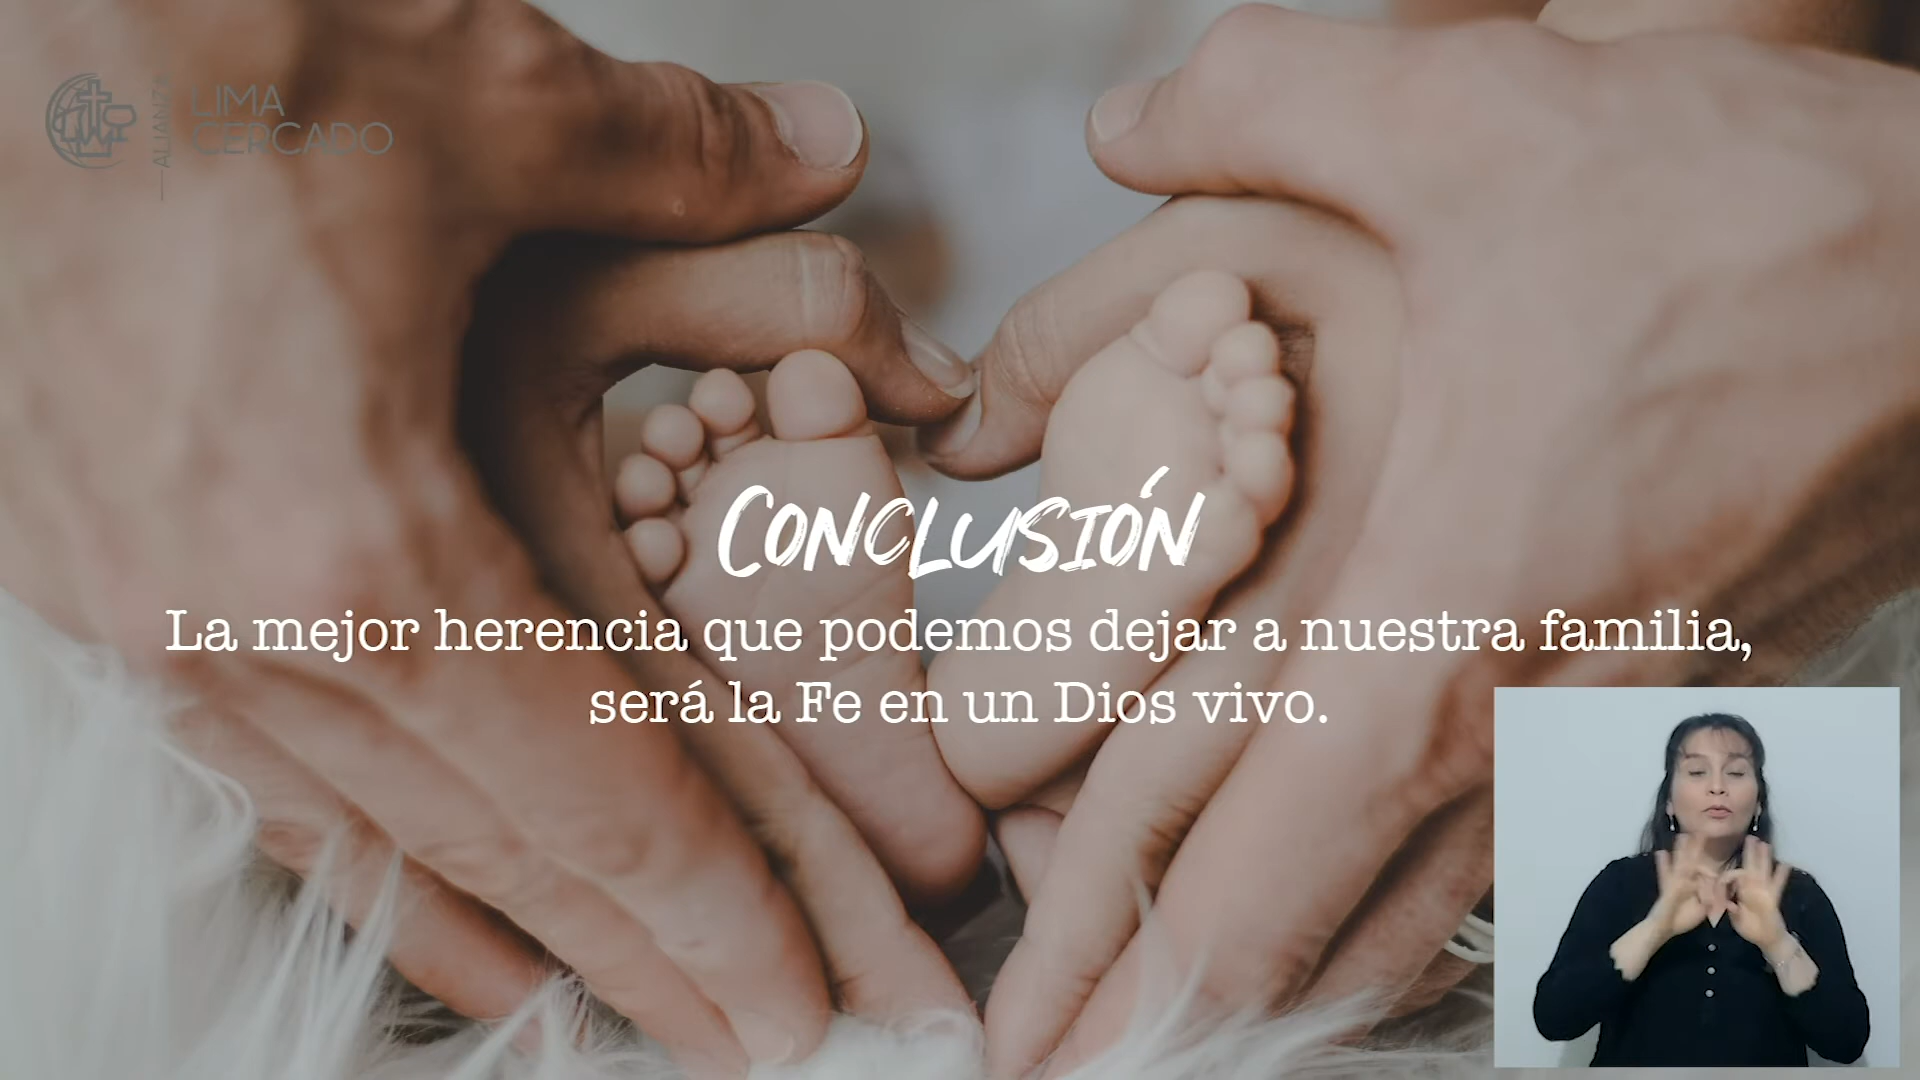 ALIANZA
LIMA
CERCADO
CONCLUSIÓN
La mejor herencia que podemos dejar a nuestra familia,
será la Fe en un Dios vivo.